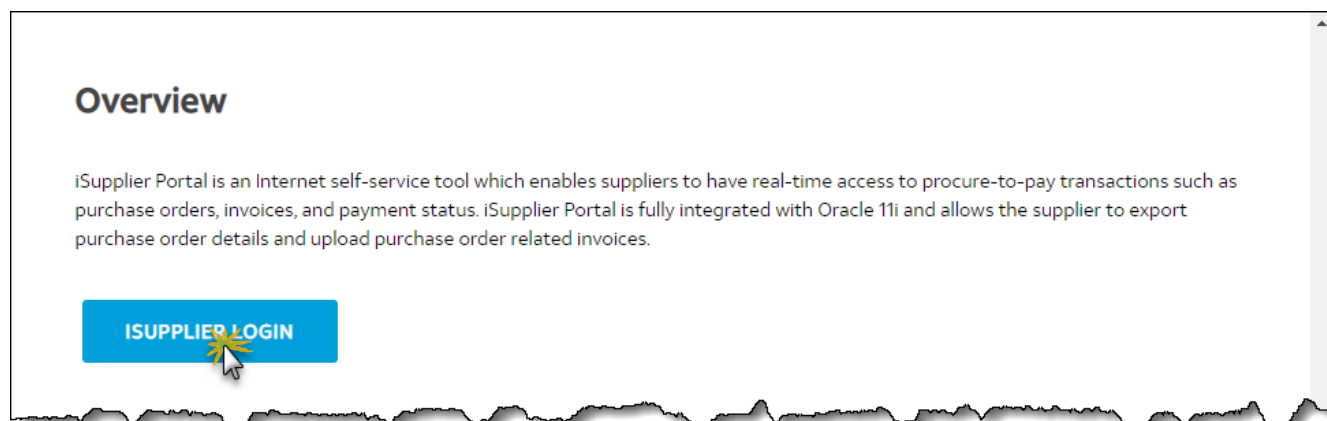 Overview
iSupplier Portal is an Internet self-service tool which enables suppliers to have real-time access to procure-to-pay transactions such as
purchase orders, invoices, and payment status. iSupplier Portal is fully integrated with Oracle 11i and allows the supplier to export
purchase order details and upload purchase order related invoices.
ISUPPLIER LOGIN